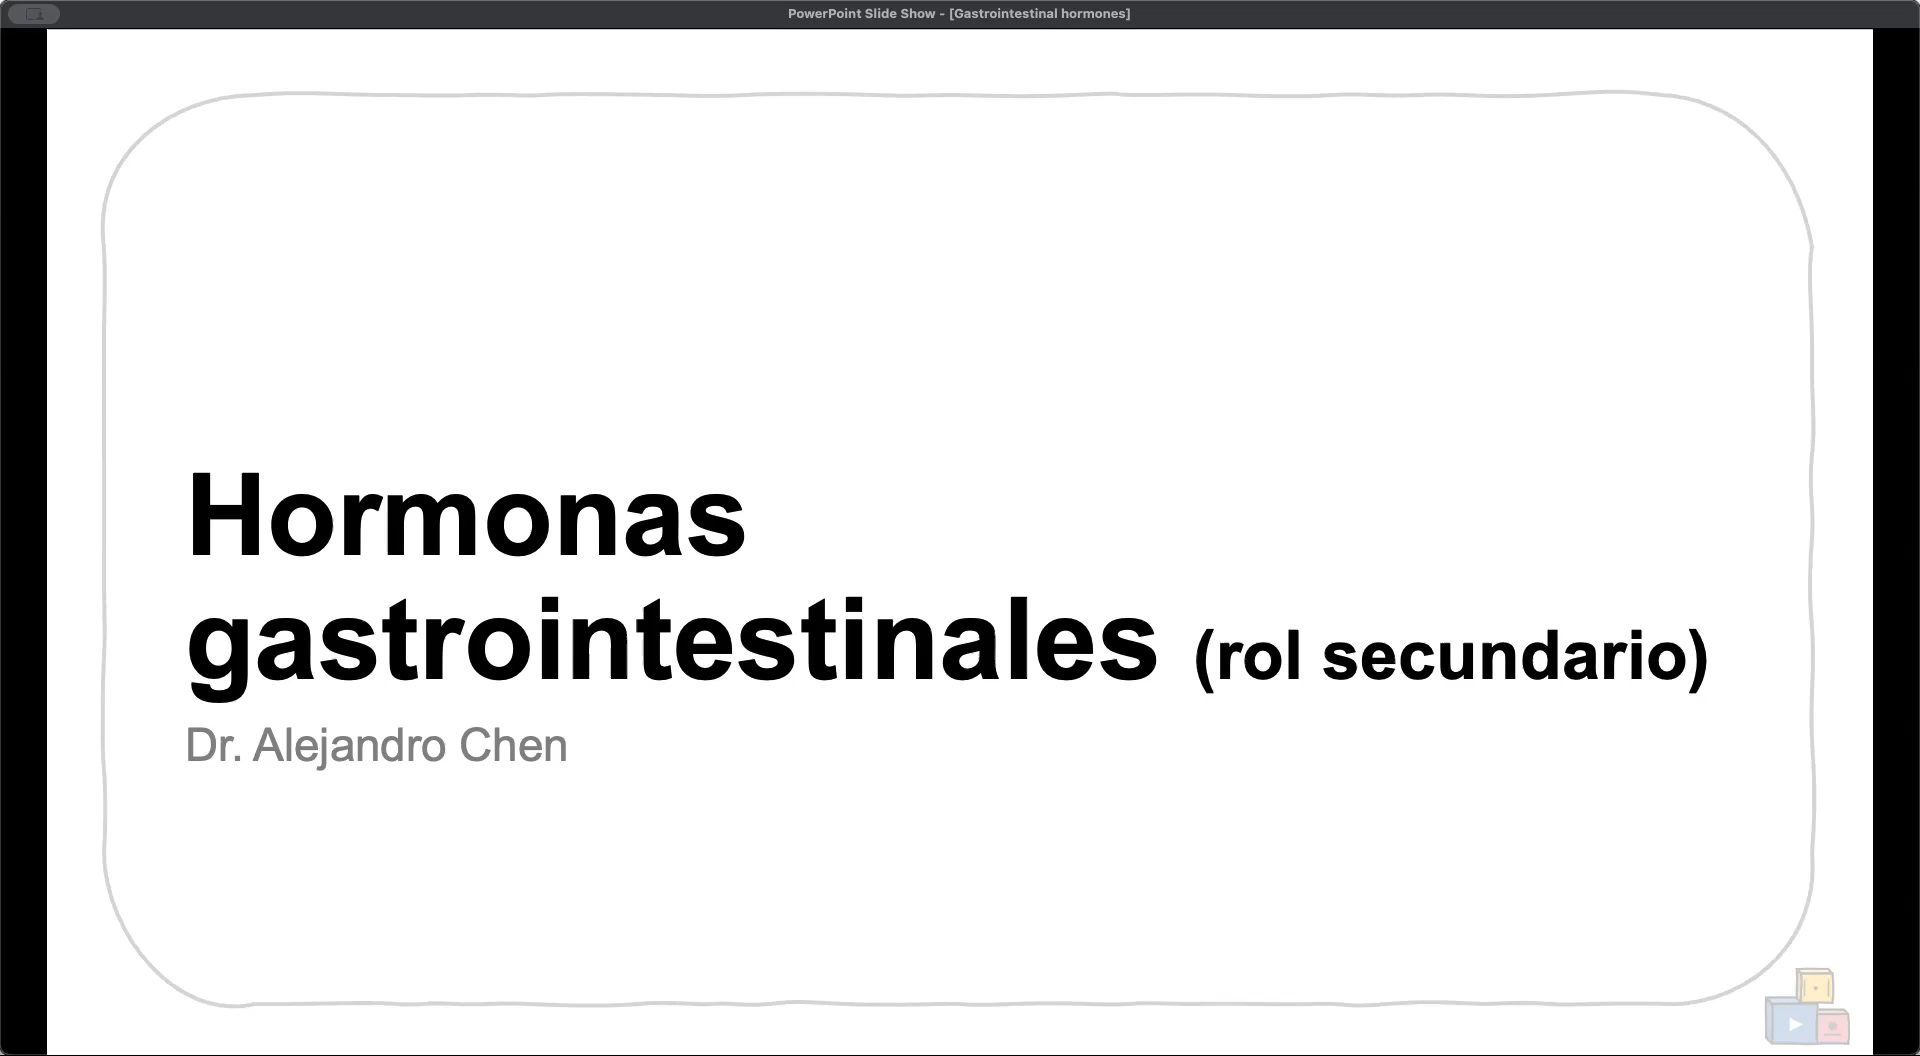 PowerPoint Slide Show - [Gastrointestinal hormones]
Hormonas
gastrointestinales (rol secundario)
Dr. Alejandro Chen